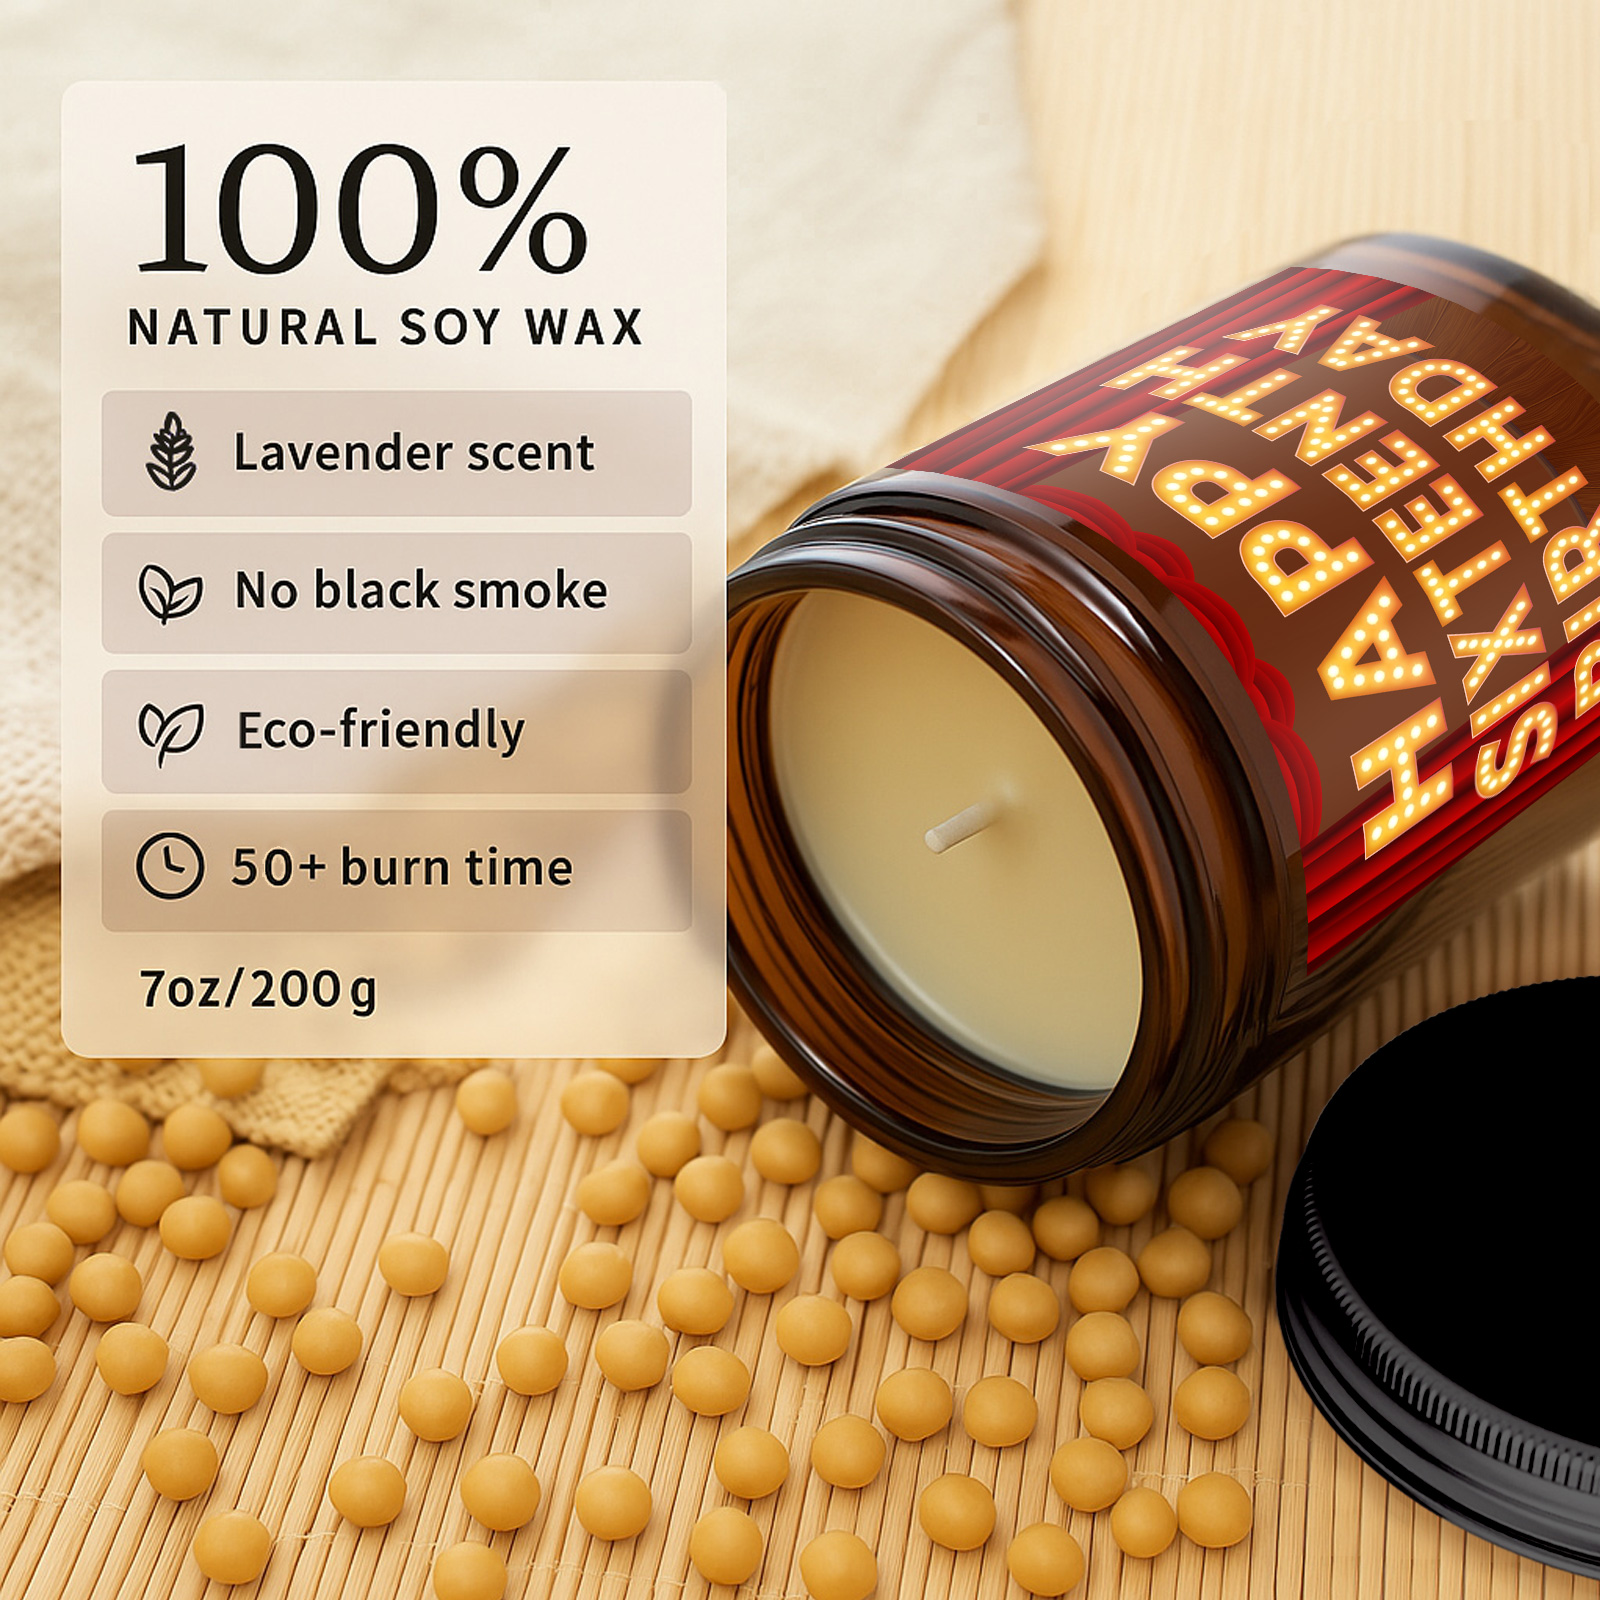 100%
NATURAL SOY WAX
Lavender scent
No black smoke
Eco-friendly
50+ burn time
7oz/200g
HAPPY
SIXTEENTH
BIRTHDAY